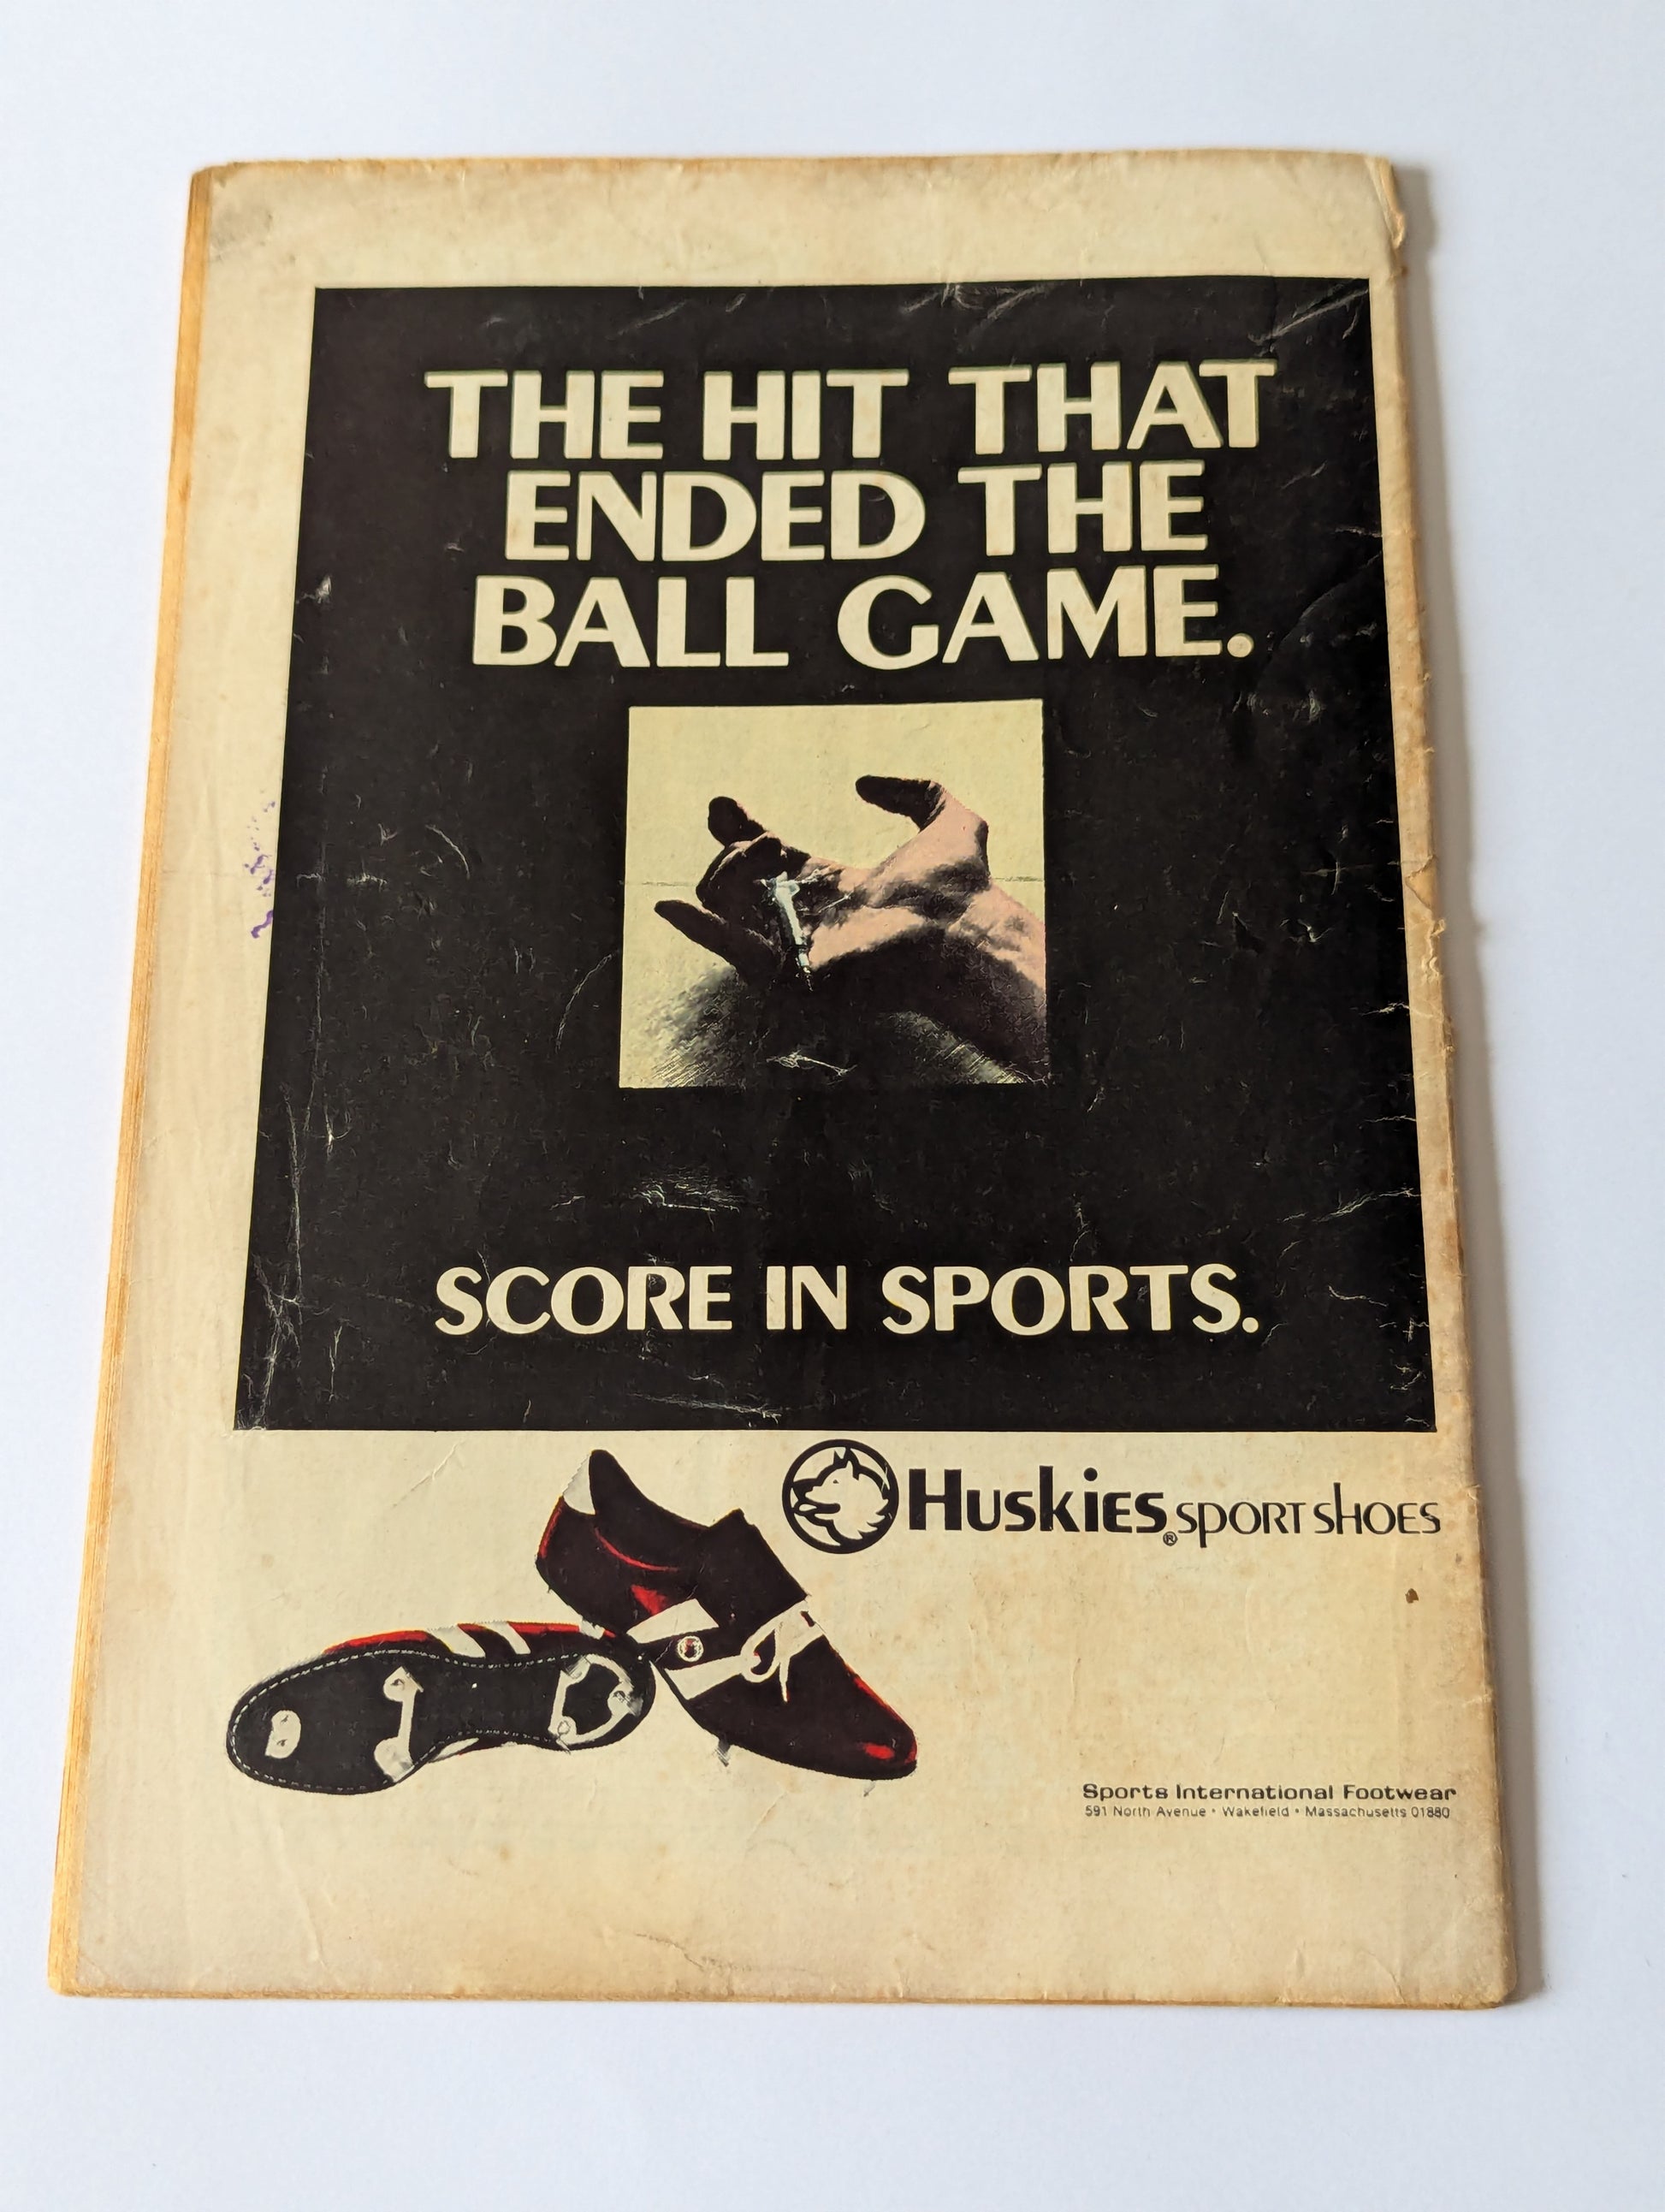 THE HIT THAT
ENDED THE
BALL GAME.
SCORE IN SPORTS.
HUSKIES® SPORT SHOES
Sports International Footwear
591 North Avenue • Wakefield • Massachusetts 01880